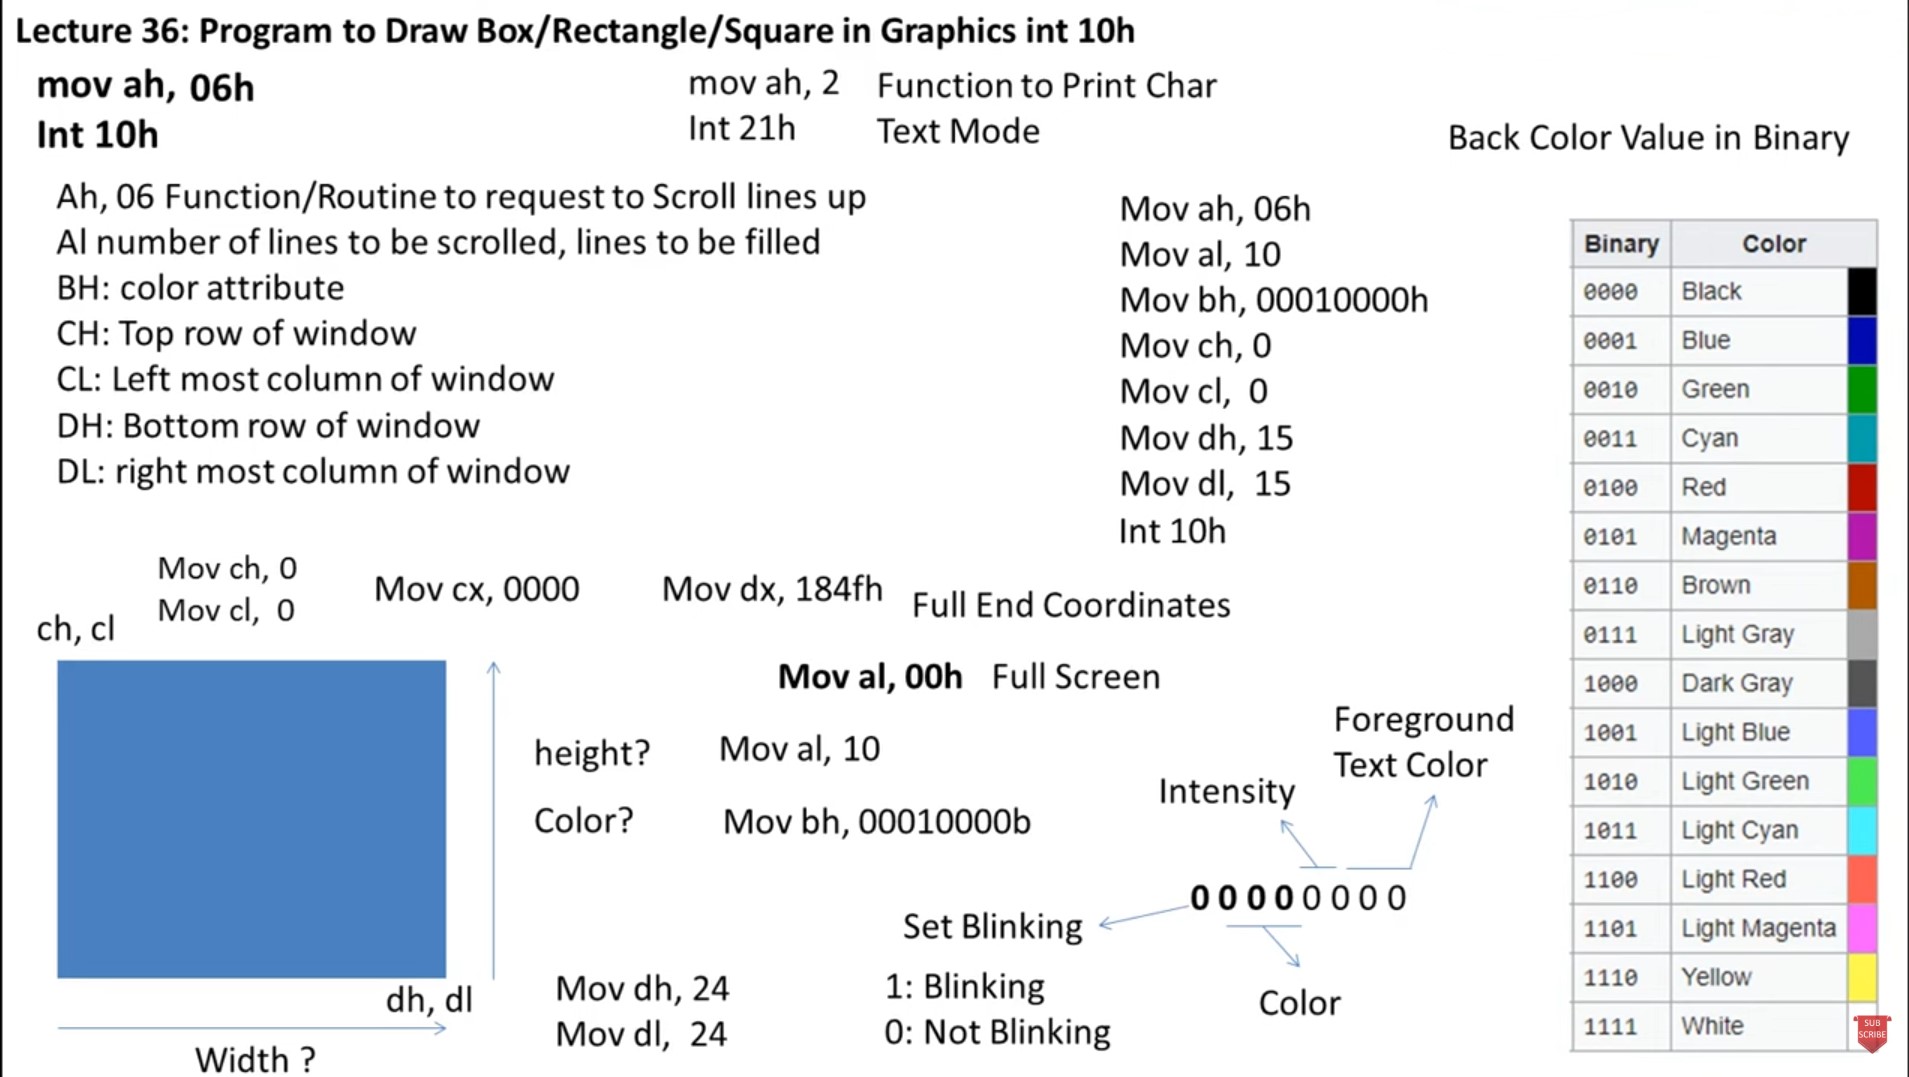 Lecture 36: Program to Draw Box/Rectangle/Square in Graphics int 10h
mov ah, 06h
Int 10h
mov ah, 2 Function to Print Char
Int 21h Text Mode
Back Color Value in Binary
Ah, 06 Function/Routine to request to Scroll lines up
Al number of lines to be scrolled, lines to be filled
BH: color attribute
CH: Top row of window
CL: Left most column of window
DH: Bottom row of window
DL: right most column of window
Mov ah, 06h
Mov al, 10
Mov bh, 00010000h
Mov ch, 0
Mov cl, 0
Mov dh, 15
Mov dl, 15
Int 10h
Binary Color
0000 Black
0001 Blue
0010 Green
0011 Cyan
0100 Red
0101 Magenta
0110 Brown
0111 Light Gray
1000 Dark Gray
1001 Light Blue
1010 Light Green
1011 Light Cyan
1100 Light Red
1101 Light Magenta
1110 Yellow
1111 White
Mov ch, 0
Mov cl, 0
Mov cx, 0000
Mov dx, 184fh
Full End Coordinates
ch, cl
Mov al, 00h Full Screen
height? Mov al, 10
Color? Mov bh, 00010000b
Intensity
Foreground
Text Color
0 0 0 0 0 0 0 0
Set Blinking
1: Blinking
0: Not Blinking
Color
dh, dl
Mov dh, 24
Mov dl, 24
Width ?
SUB
SCRIBE